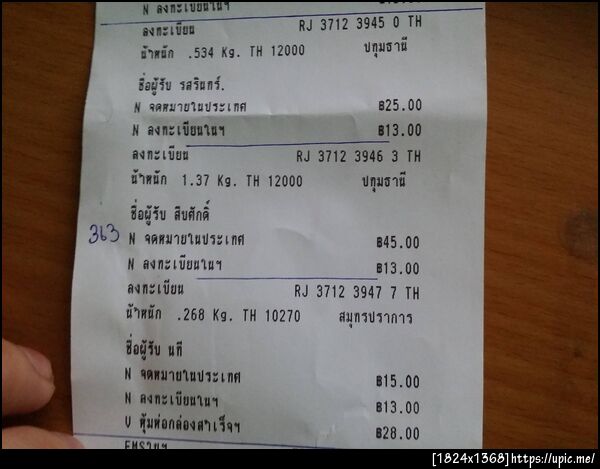 N ลงทะเบียนในฯ
ลงทะเบียน RJ 3712 3945 0 TH
น้ำหนัก .534 Kg. TH 12000 ปทุมธานี
ชื่อผู้รับ รสรินทร์.
N จดหมายในประเทศ ฿25.00
N ลงทะเบียนในฯ ฿13.00
ลงทะเบียน RJ 3712 3946 3 TH
น้ำหนัก 1.37 Kg. TH 12000 ปทุมธานี
ชื่อผู้รับ สืบศักดิ์
363 N จดหมายในประเทศ ฿45.00
N ลงทะเบียนในฯ ฿13.00
ลงทะเบียน RJ 3712 3947 7 TH
น้ำหนัก .268 Kg. TH 10270 สมุทรปราการ
ชื่อผู้รับ นที
N จดหมายในประเทศ ฿15.00
N ลงทะเบียนในฯ ฿13.00
V หุ้มห่อกล่องสำเร็จฯ ฿28.00
[1824x1368]https://upic.me/